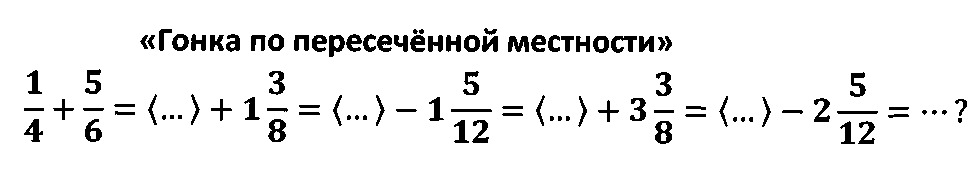 «Гонка по пересечённой местности»
1/4 + 5/6 = ⟨...⟩ + 1 3/8 = ⟨...⟩ − 1 5/12 = ⟨...⟩ + 3 3/8 = ⟨...⟩ − 2 5/12 = ⋯ ?